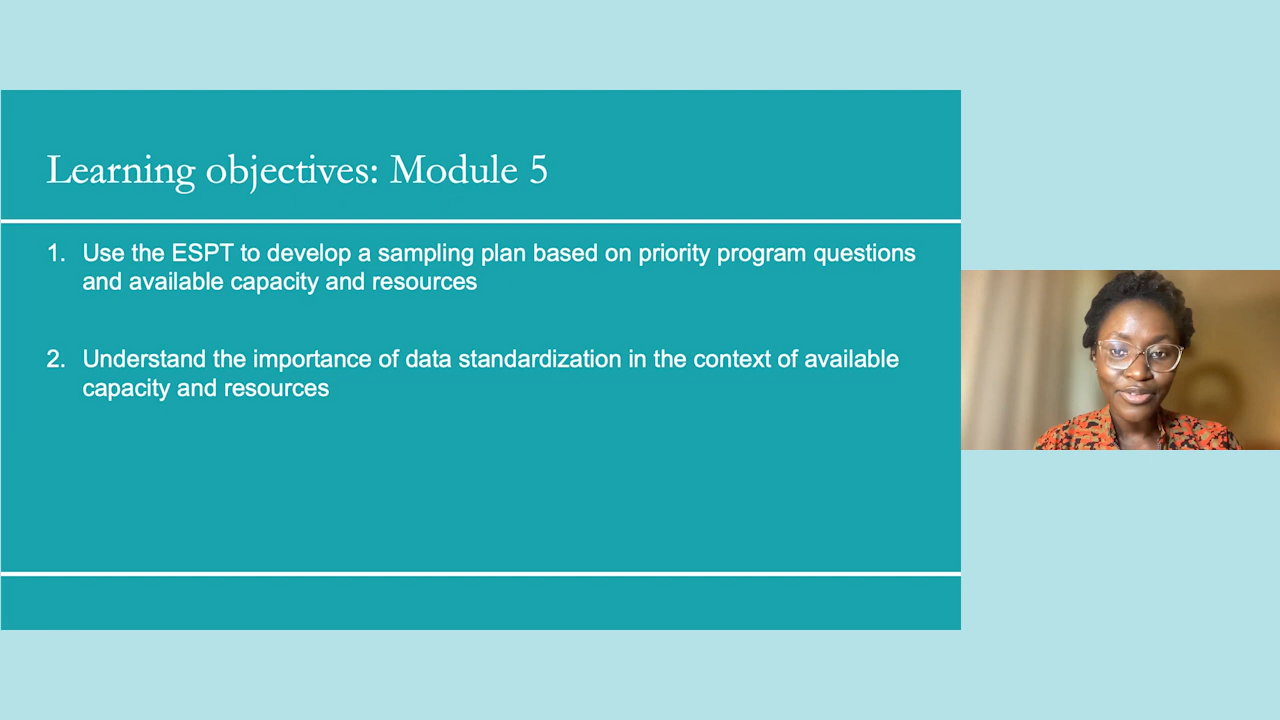 Learning objectives: Module 5
1. Use the ESPT to develop a sampling plan based on priority program questions
and available capacity and resources
2. Understand the importance of data standardization in the context of available
capacity and resources